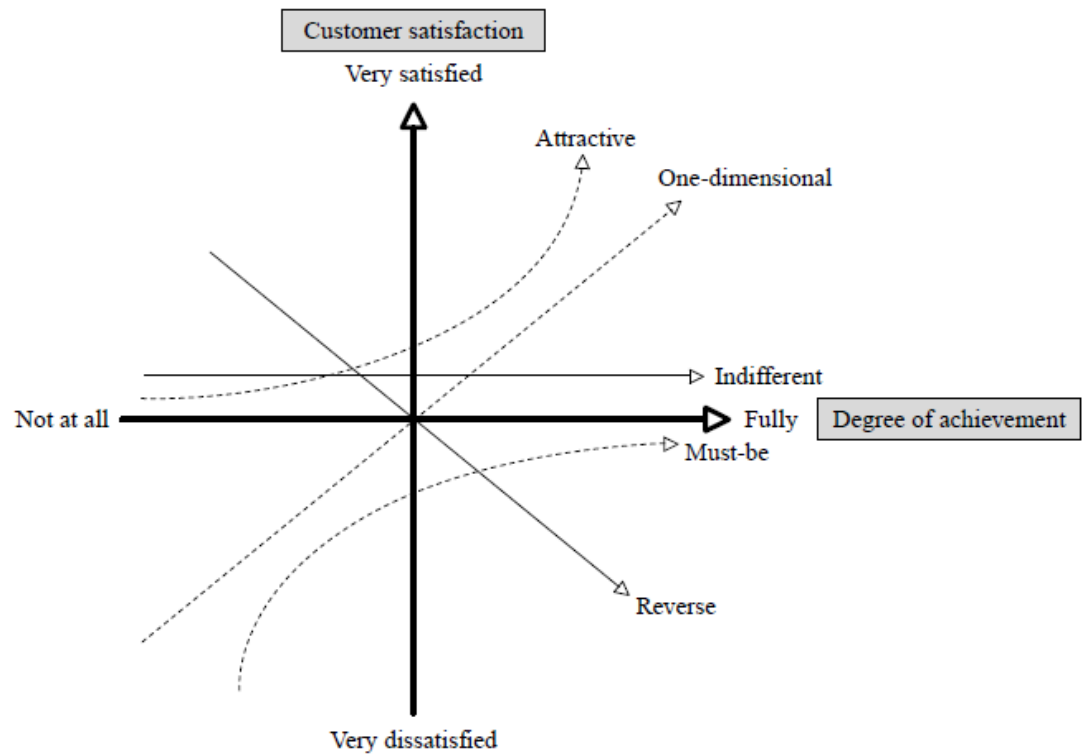 Customer satisfaction
Very satisfied
Attractive
One-dimensional
Indifferent
Not at all
Fully
Degree of achievement
Must-be
Reverse
Very dissatisfied